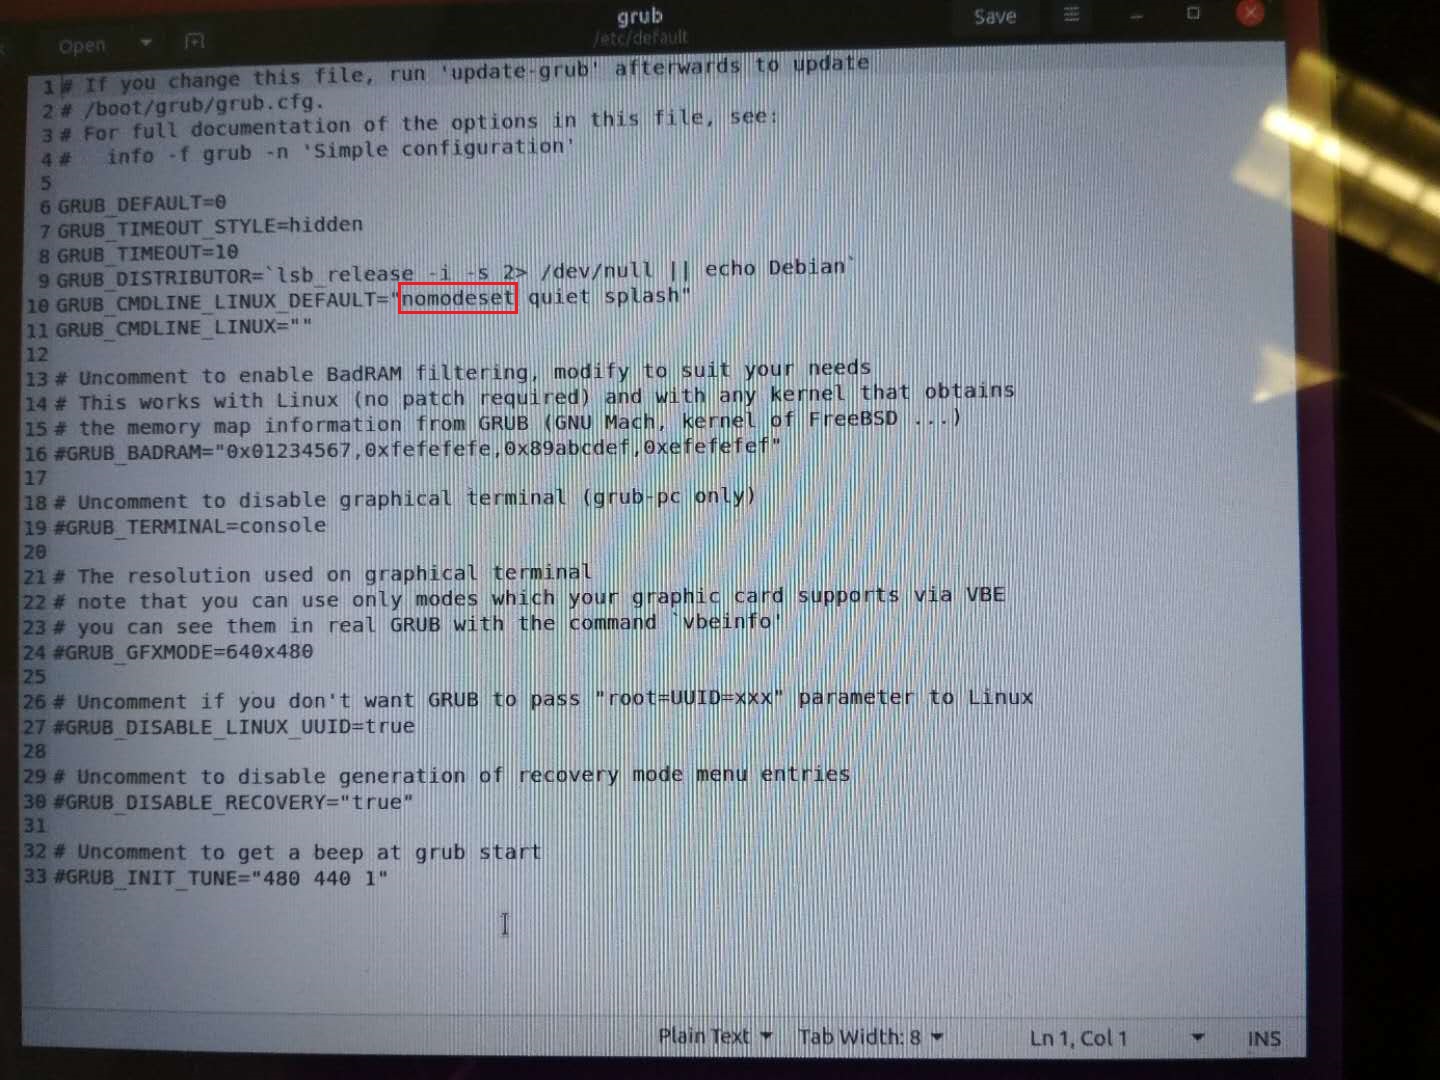 Open
grub
/etc/default
Save
1 # If you change this file, run 'update-grub' afterwards to update
2 # /boot/grub/grub.cfg.
3 # For full documentation of the options in this file, see:
4 #   info -f grub -n 'Simple configuration'
5
6 GRUB_DEFAULT=0
7 GRUB_TIMEOUT_STYLE=hidden
8 GRUB_TIMEOUT=10
9 GRUB_DISTRIBUTOR=`lsb_release -i -s 2> /dev/null || echo Debian`
10 GRUB_CMDLINE_LINUX_DEFAULT="nomodeset quiet splash"
11 GRUB_CMDLINE_LINUX=""
12
13 # Uncomment to enable BadRAM filtering, modify to suit your needs
14 # This works with Linux (no patch required) and with any kernel that obtains
15 # the memory map information from GRUB (GNU Mach, kernel of FreeBSD ...)
16 #GRUB_BADRAM="0x01234567,0xfefefefe,0x89abcdef,0xefefefef"
17
18 # Uncomment to disable graphical terminal (grub-pc only)
19 #GRUB_TERMINAL=console
20
21 # The resolution used on graphical terminal
22 # note that you can use only modes which your graphic card supports via VBE
23 # you can see them in real GRUB with the command `vbeinfo'
24 #GRUB_GFXMODE=640x480
25
26 # Uncomment if you don't want GRUB to pass "root=UUID=xxx" parameter to Linux
27 #GRUB_DISABLE_LINUX_UUID=true
28
29 # Uncomment to disable generation of recovery mode menu entries
30 #GRUB_DISABLE_RECOVERY="true"
31
32 # Uncomment to get a beep at grub start
33 #GRUB_INIT_TUNE="480 440 1"
Plain Text Tab Width: 8 Ln 1, Col 1 INS